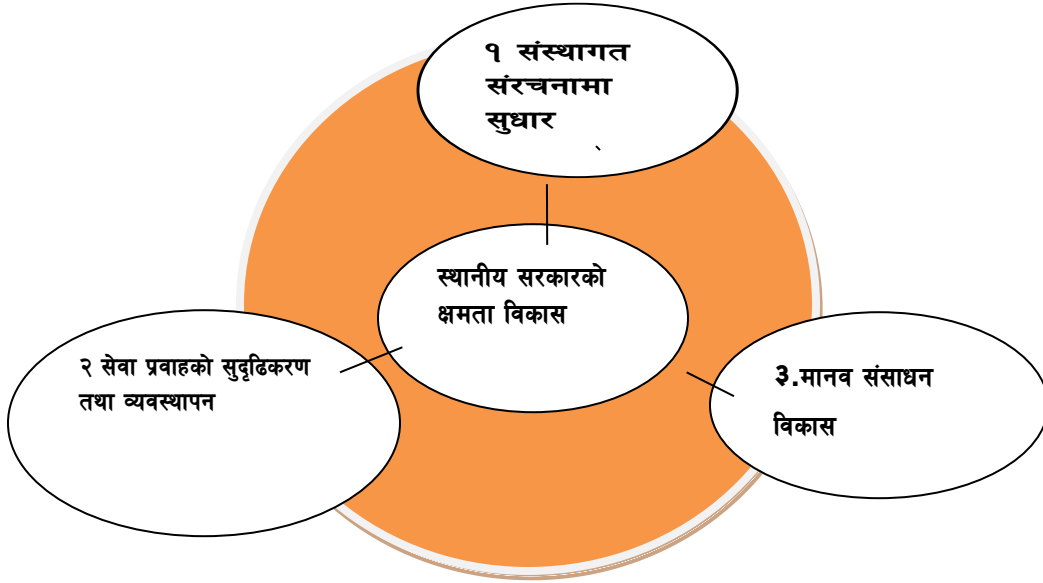 १ संस्थागत
संरचनामा
सुधार
स्थानीय सरकारको
क्षमता विकास
२ सेवा प्रवाहको सुदृढिकरण
तथा व्यवस्थापन
३.मानव संसाधन
विकास